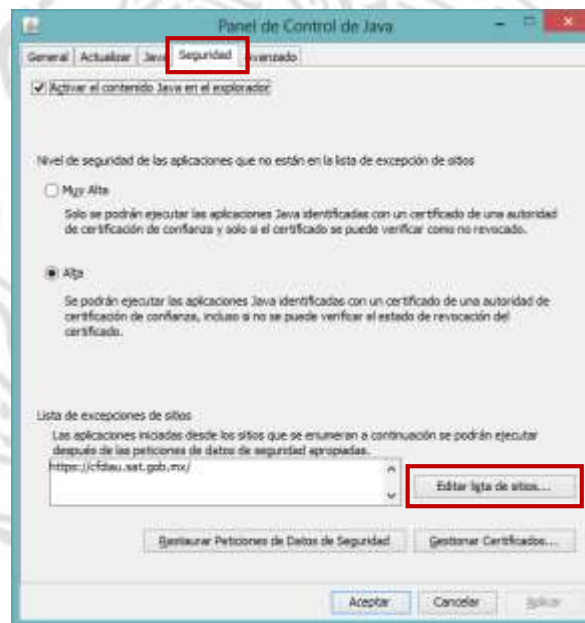 Panel de Control de Java
General Actualizar Java Seguridad Avanzado
Activar el contenido Java en el explorador
Nivel de seguridad de las aplicaciones que no están en la lista de excepción de sitios
Muy Alta
Solo se podrán ejecutar las aplicaciones Java identificadas con un certificado de una autoridad
de certificación de confianza y solo si el certificado se puede verificar como no revocado.
Alta
Se podrán ejecutar las aplicaciones Java identificadas con un certificado de una autoridad de
certificación de confianza, incluso si no se puede verificar el estado de revocación del
certificado.
Lista de excepciones de sitios
Las aplicaciones iniciadas desde los sitios que se enumeran a continuación se podrán ejecutar
después de las peticiones de datos de seguridad apropiadas.
https://cfdiau.sat.gob.mx/
Editar lista de sitios...
Restaurar Peticiones de Datos de Seguridad Gestionar Certificados...
Aceptar Cancelar Aplicar